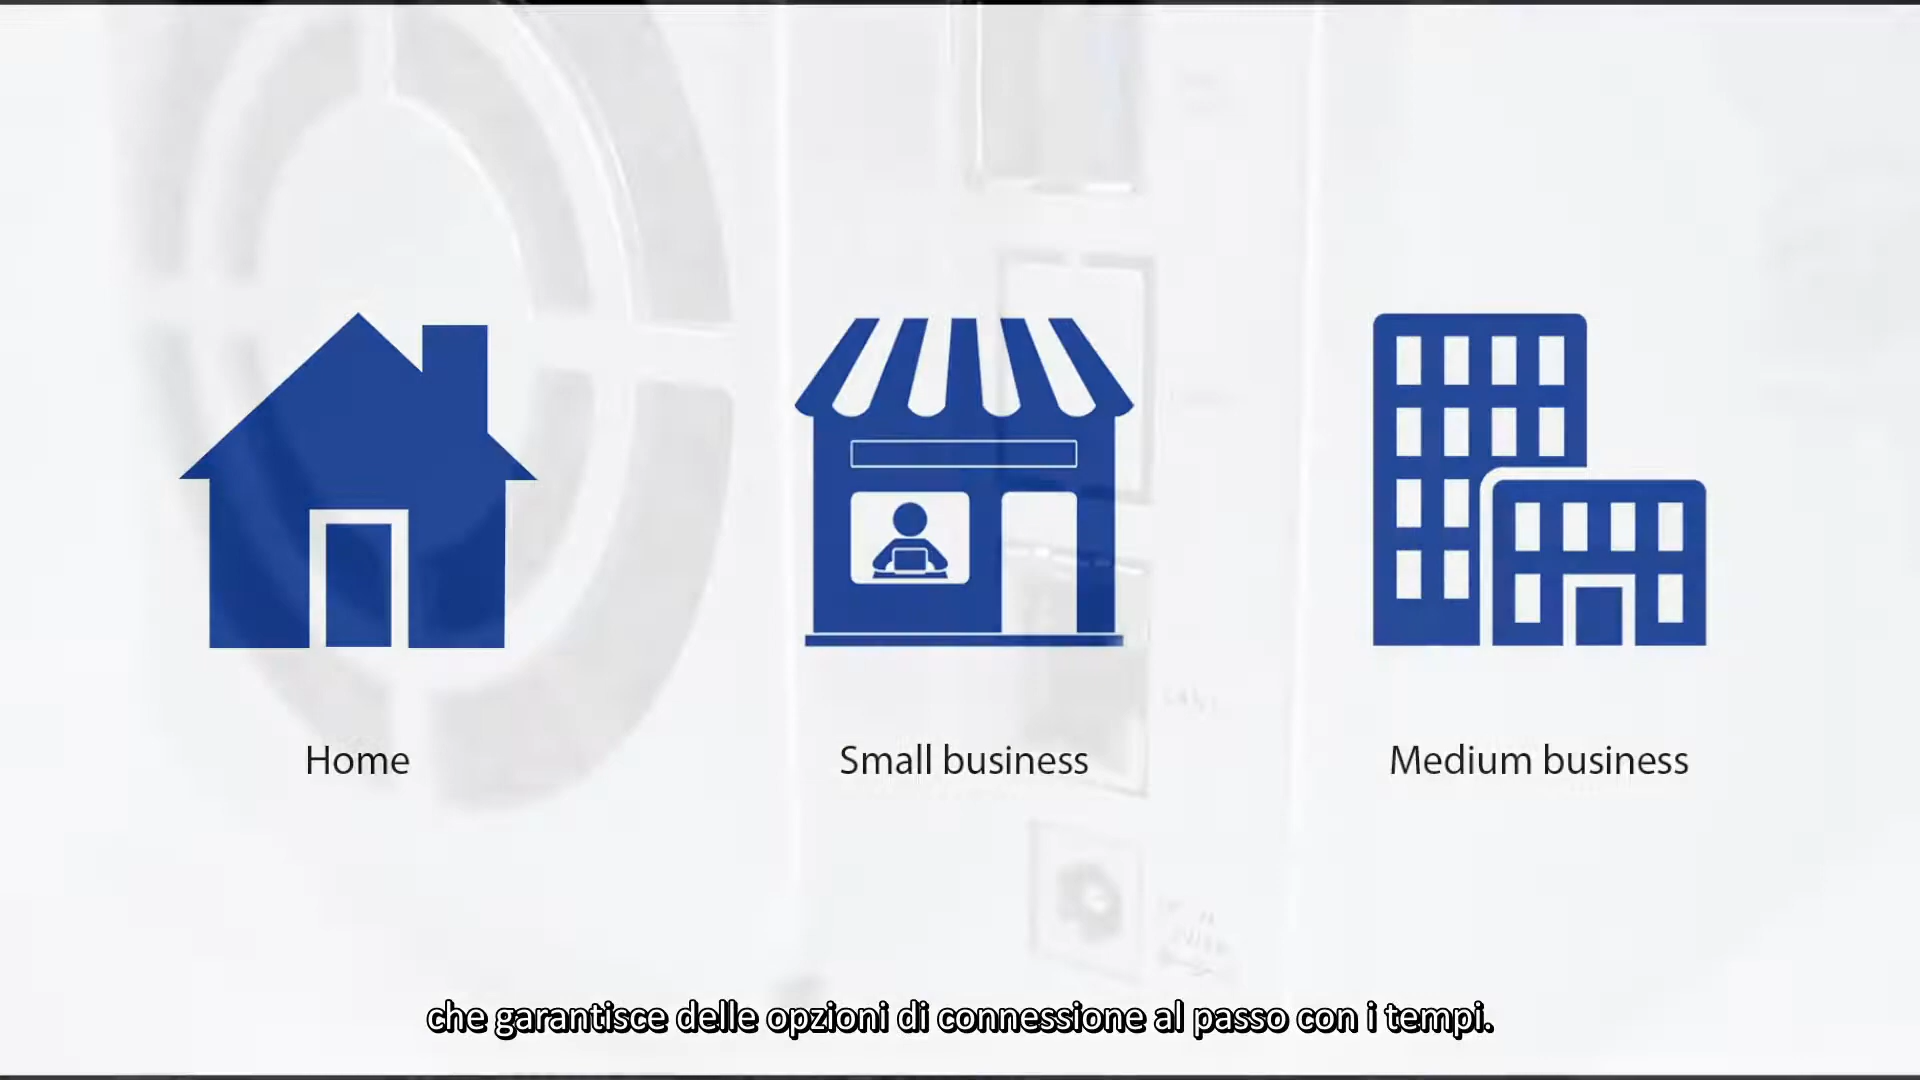 Home
Small business
Medium business
che garantisce delle opzioni di connessione al passo con i tempi.